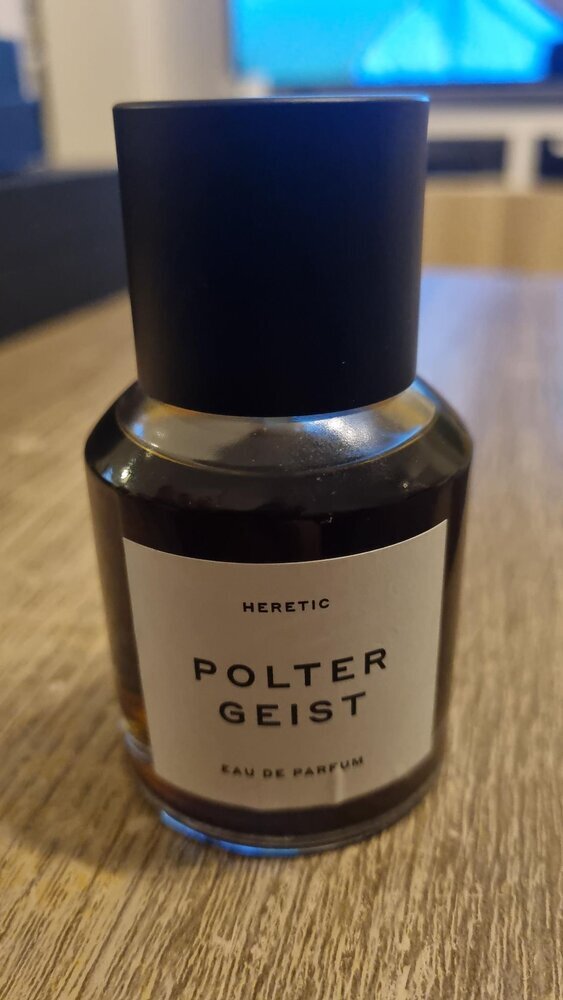 HERETIC
POLTER
GEIST
EAU DE PARFUM